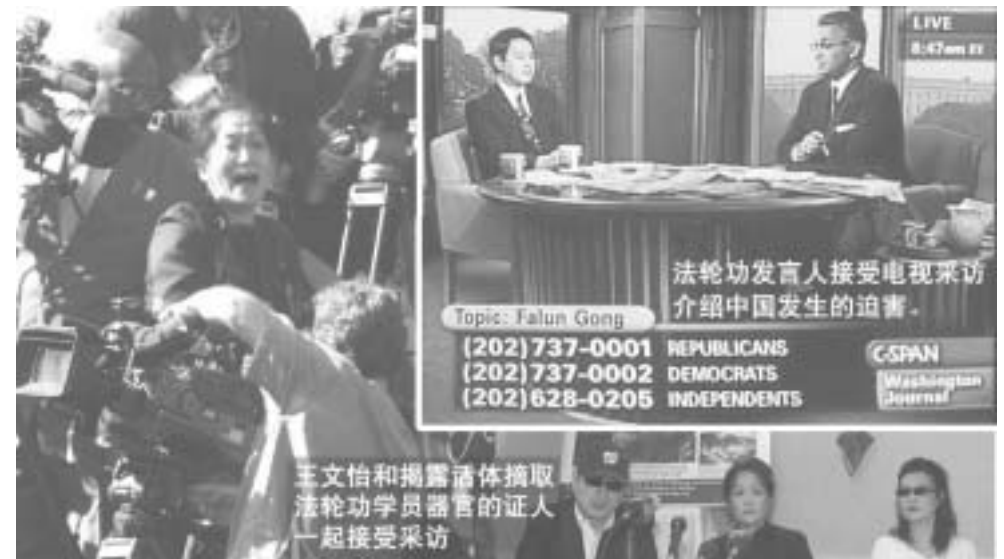 LIVE
8:47am ET
法轮功发言人接受电视采访
介绍中国发生的迫害。
Topic: Falun Gong
(202)737-0001 REPUBLICANS
(202)737-0002 DEMOCRATS
(202)628-0205 INDEPENDENTS
C-SPAN
Washington
Journal
王文怡和揭露活体摘取
法轮功学员器官的证人
一起接受采访